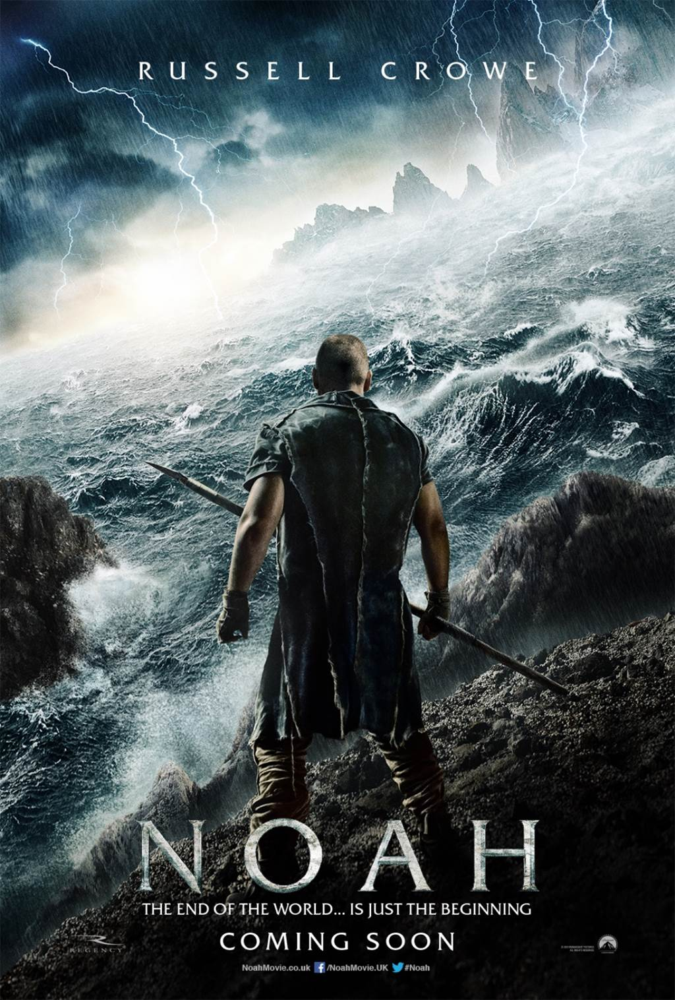 RUSSELL CROWE
NOAH
THE END OF THE WORLD... IS JUST THE BEGINNING
COMING SOON
REGENCY
NoahMovie.co.uk /NoahMovie.UK #Noah